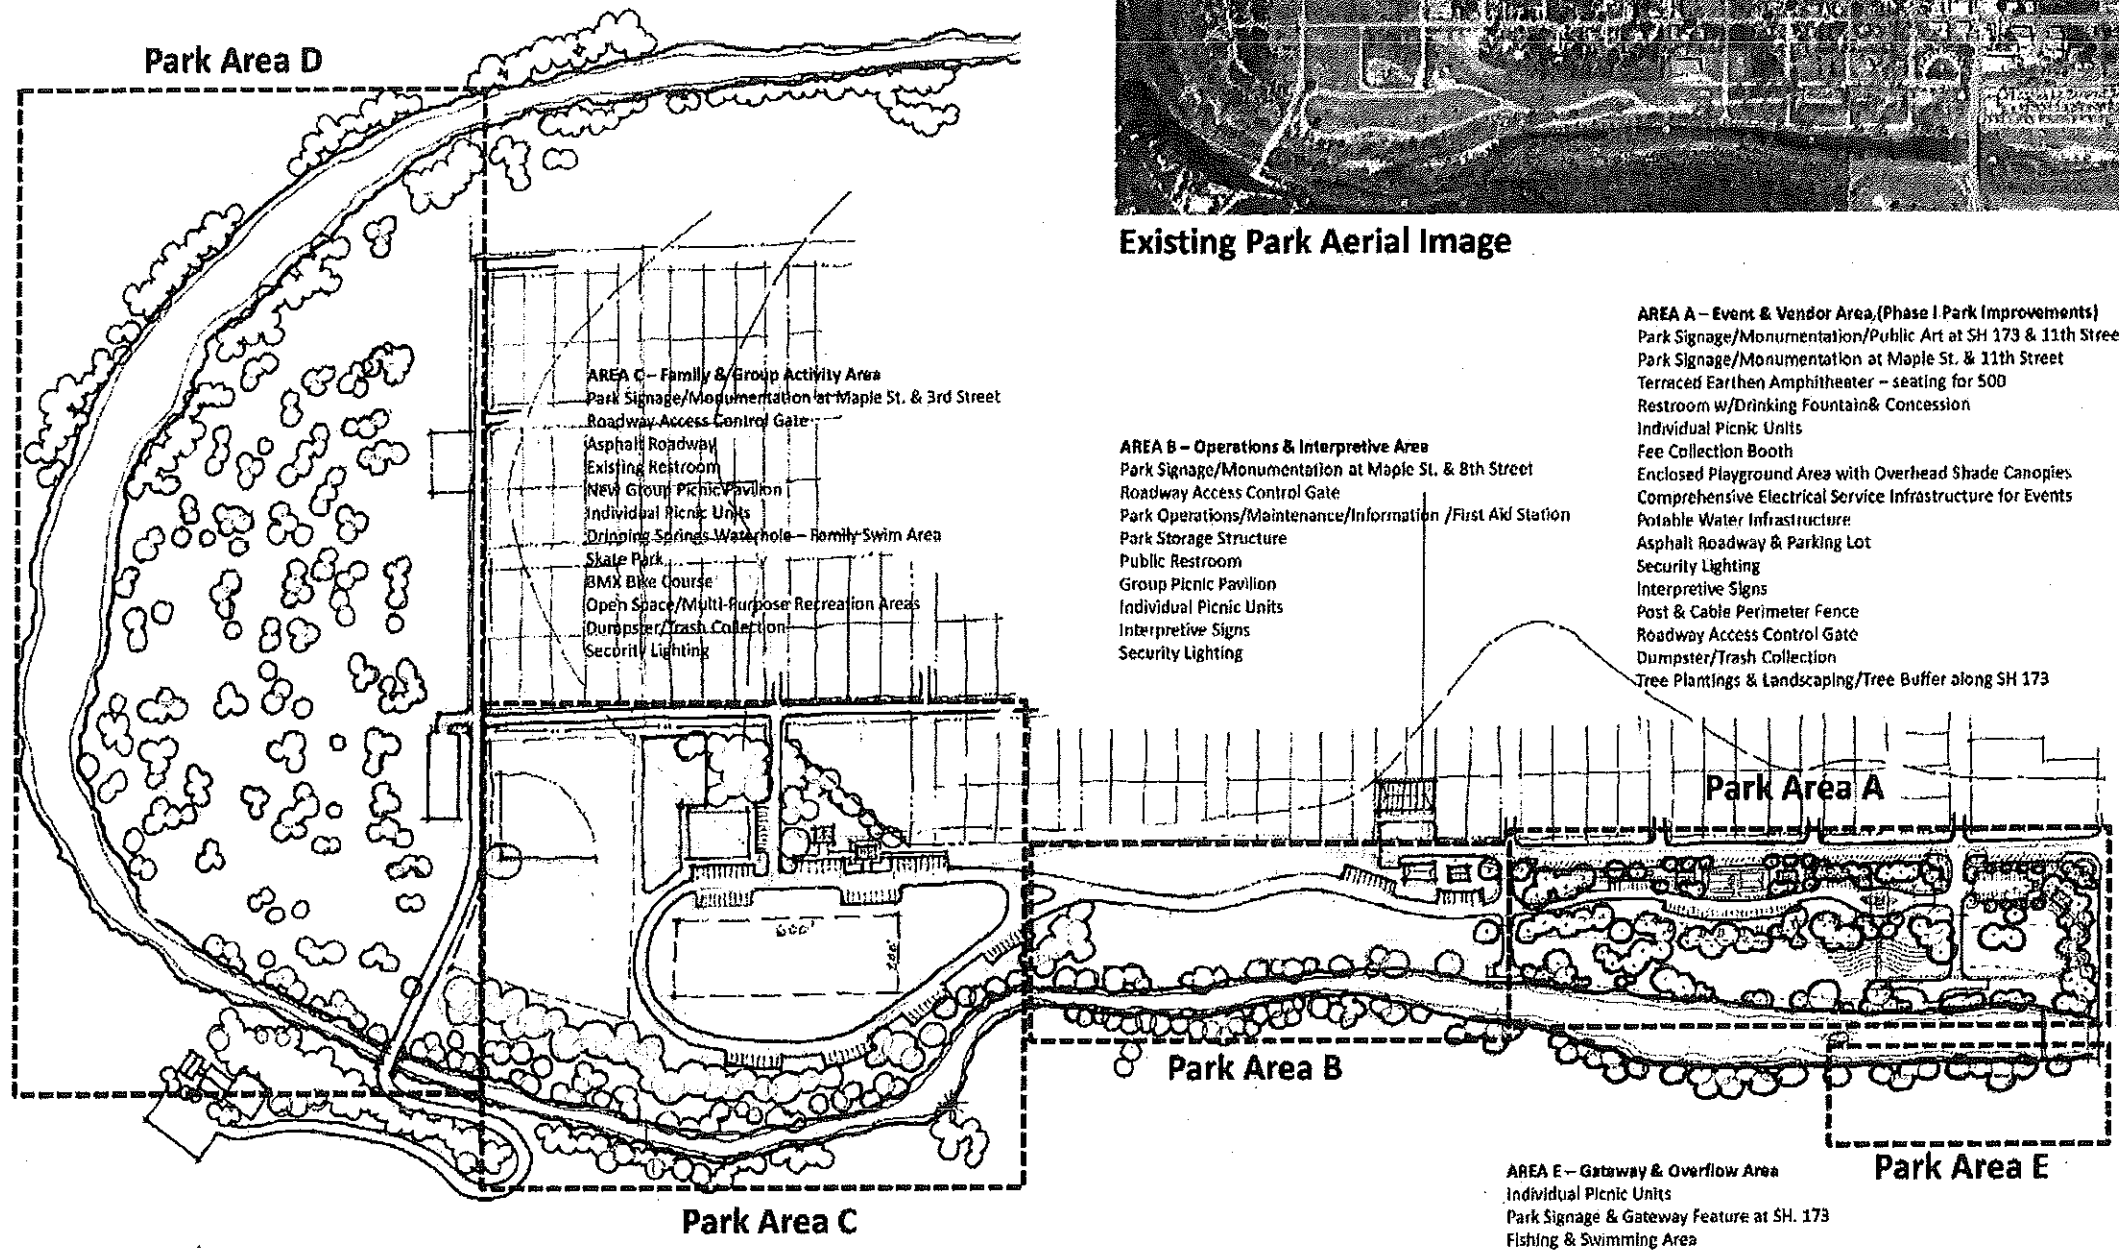 Park Area D
Existing Park Aerial Image
AREA A – Event & Vendor Area (Phase I Park Improvements)
Park Signage/Monumentation/Public Art at SH 173 & 11th Stree
Park Signage/Monumentation at Maple St. & 11th Street
Terraced Earthen Amphitheater – seating for 500
Restroom w/Drinking Fountain& Concession
Individual Picnic Units
Fee Collection Booth
Enclosed Playground Area with Overhead Shade Canopies
Comprehensive Electrical Service Infrastructure for Events
Potable Water Infrastructure
Asphalt Roadway & Parking Lot
Security Lighting
Interpretive Signs
Post & Cable Perimeter Fence
Roadway Access Control Gate
Dumpster/Trash Collection
Tree Plantings & Landscaping/Tree Buffer along SH 173
AREA C – Family & Group Activity Area
Park Signage/Monumentation at Maple St. & 3rd Street
Roadway Access Control Gate
Asphalt Roadway
Existing Restroom
New Group Picnic Pavilion
Individual Picnic Units
Dripping Springs Waterhole – Family Swim Area
Skate Park
BMX Bike Course
Open Space/Multi-Purpose Recreation Areas
Dumpster/Trash Collection
Security Lighting
AREA B – Operations & Interpretive Area
Park Signage/Monumentation at Maple St. & 8th Street
Roadway Access Control Gate
Park Operations/Maintenance/Information /First Aid Station
Park Storage Structure
Public Restroom
Group Picnic Pavilion
Individual Picnic Units
Interpretive Signs
Security Lighting
Park Area A
600'
Park Area B
Park Area E
AREA E – Gateway & Overflow Area
Individual Picnic Units
Park Signage & Gateway Feature at SH. 173
Fishing & Swimming Area
Park Area C